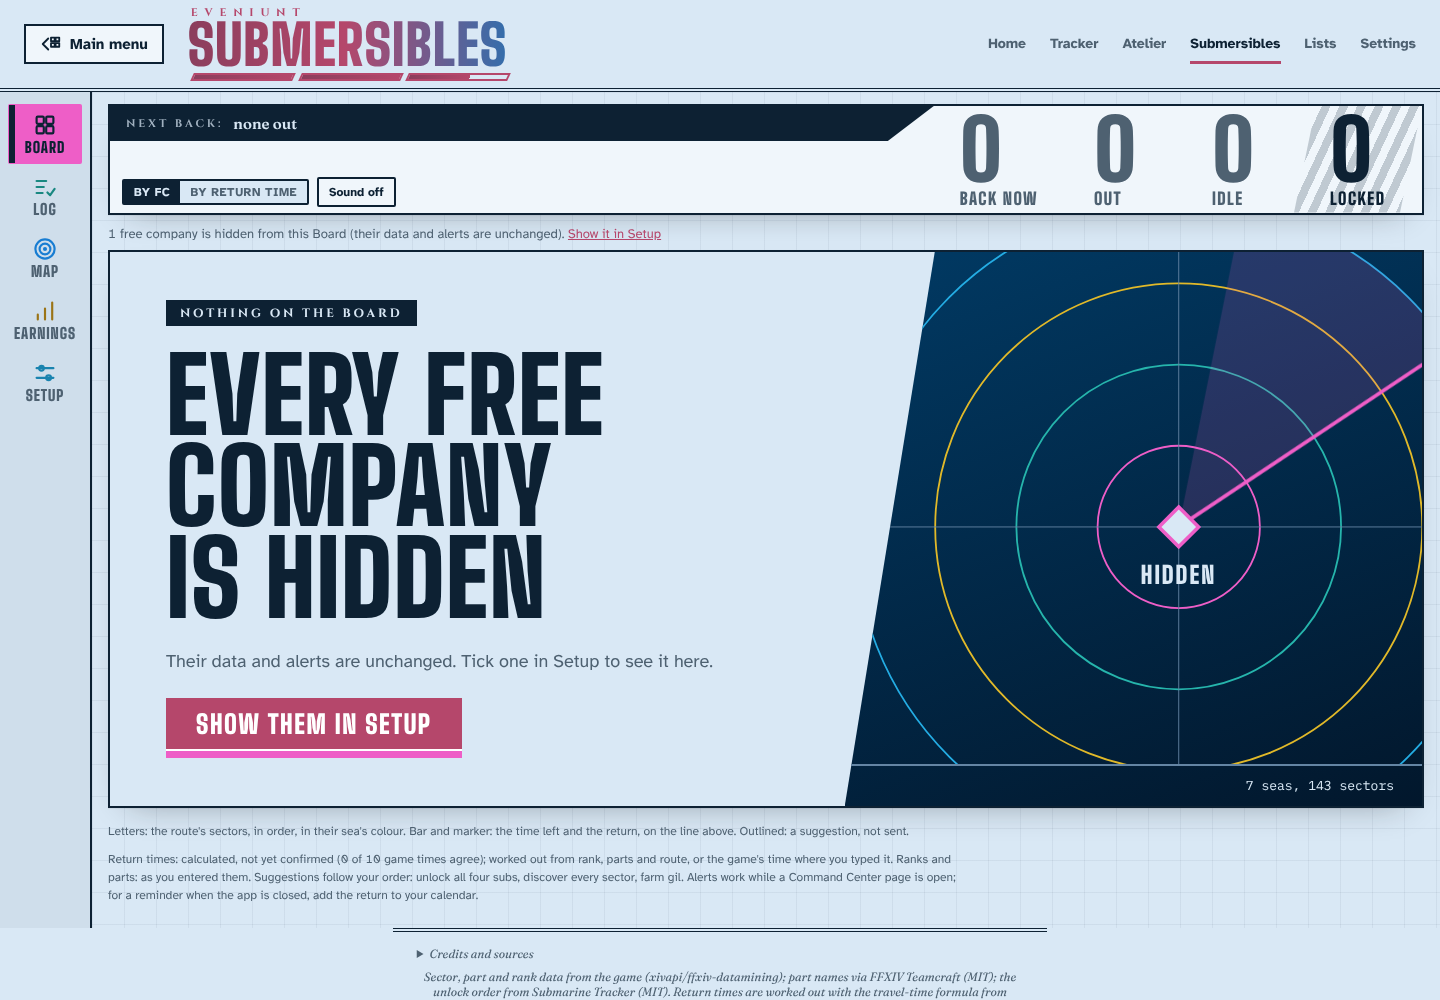 Main menu
EVENIUNT
SUBMERSIBLES
Home
Tracker
Atelier
Submersibles
Lists
Settings
BOARD
LOG
MAP
EARNINGS
SETUP
NEXT BACK: none out
BY FC
BY RETURN TIME
Sound off
0
BACK NOW
0
OUT
0
IDLE
0
LOCKED
1 free company is hidden from this Board (their data and alerts are unchanged). Show it in Setup
NOTHING ON THE BOARD
EVERY FREE
COMPANY
IS HIDDEN
Their data and alerts are unchanged. Tick one in Setup to see it here.
SHOW THEM IN SETUP
HIDDEN
7 seas, 143 sectors
Letters: the route's sectors, in order, in their sea's colour. Bar and marker: the time left and the return, on the line above. Outlined: a suggestion, not sent.
Return times: calculated, not yet confirmed (0 of 10 game times agree); worked out from rank, parts and route, or the game's time where you typed it. Ranks and
parts: as you entered them. Suggestions follow your order: unlock all four subs, discover every sector, farm gil. Alerts work while a Command Center page is open;
for a reminder when the app is closed, add the return to your calendar.
Credits and sources
Sector, part and rank data from the game (xivapi/ffxiv-datamining); part names via FFXIV Teamcraft (MIT); the
unlock order from Submarine Tracker (MIT). Return times are worked out with the travel-time formula from